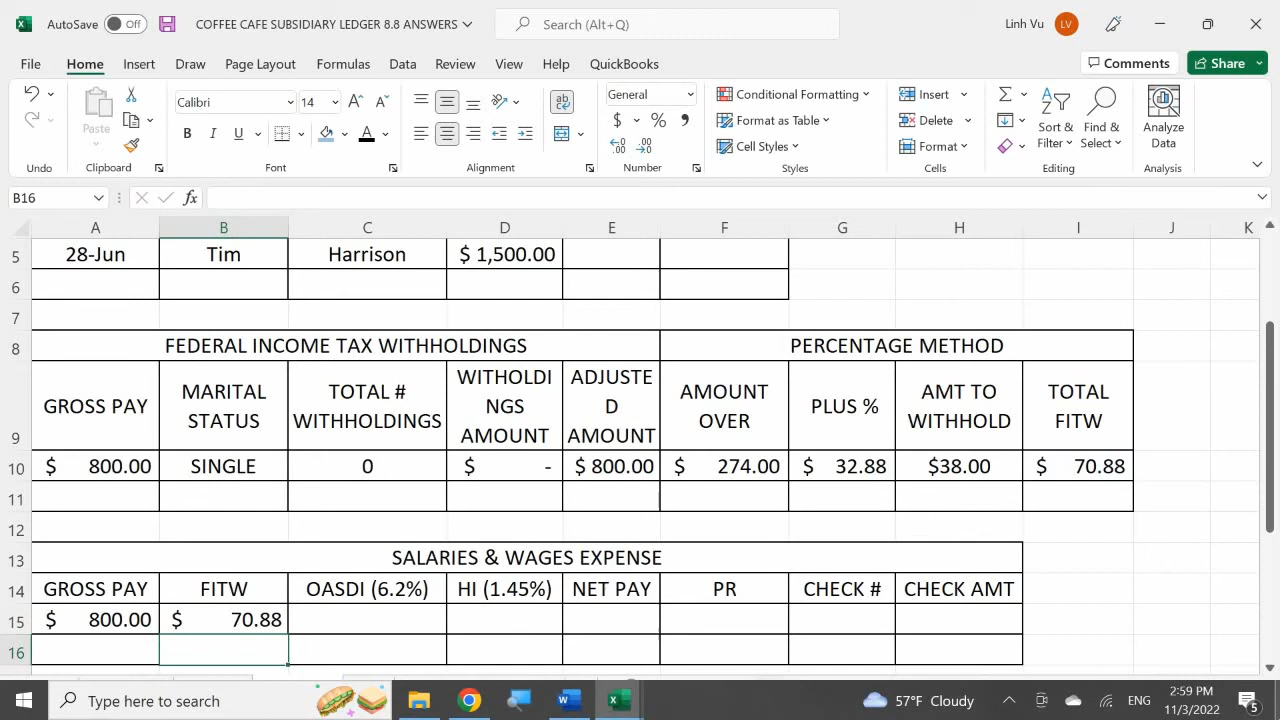 AutoSave Off COFFEE CAFE SUBSIDIARY LEDGER 8.8 ANSWERS Search (Alt+Q) Linh Vu LV
File Home Insert Draw Page Layout Formulas Data Review View Help QuickBooks Comments Share
Paste Calibri 14 A A ab General Conditional Formatting Insert
B I U A $ % , Format as Table Delete Sort & Filter Find & Select Analyze Data
Cell Styles Format
Undo Clipboard Font Alignment Number Styles Cells Editing Analysis
B16 fx
A B C D E F G H I J K
5 28-Jun Tim Harrison $ 1,500.00
6
7
8 FEDERAL INCOME TAX WITHHOLDINGS PERCENTAGE METHOD
9 GROSS PAY MARITAL STATUS TOTAL # WITHHOLDINGS WITHOLDINGS AMOUNT ADJUSTED AMOUNT AMOUNT OVER PLUS % AMT TO WITHHOLD TOTAL FITW
10 $ 800.00 SINGLE 0 $ - $ 800.00 $ 274.00 $ 32.88 $38.00 $ 70.88
11
12
13 SALARIES & WAGES EXPENSE
14 GROSS PAY FITW OASDI (6.2%) HI (1.45%) NET PAY PR CHECK # CHECK AMT
15 $ 800.00 $ 70.88
16
Type here to search 57°F Cloudy ENG 2:59 PM
11/3/2022 5